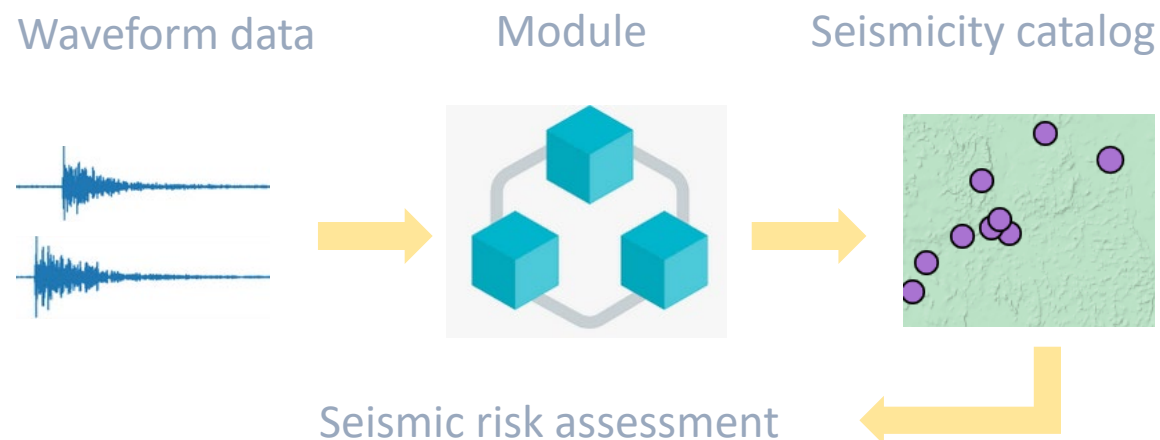 Waveform data
Module
Seismicity catalog
Seismic risk assessment